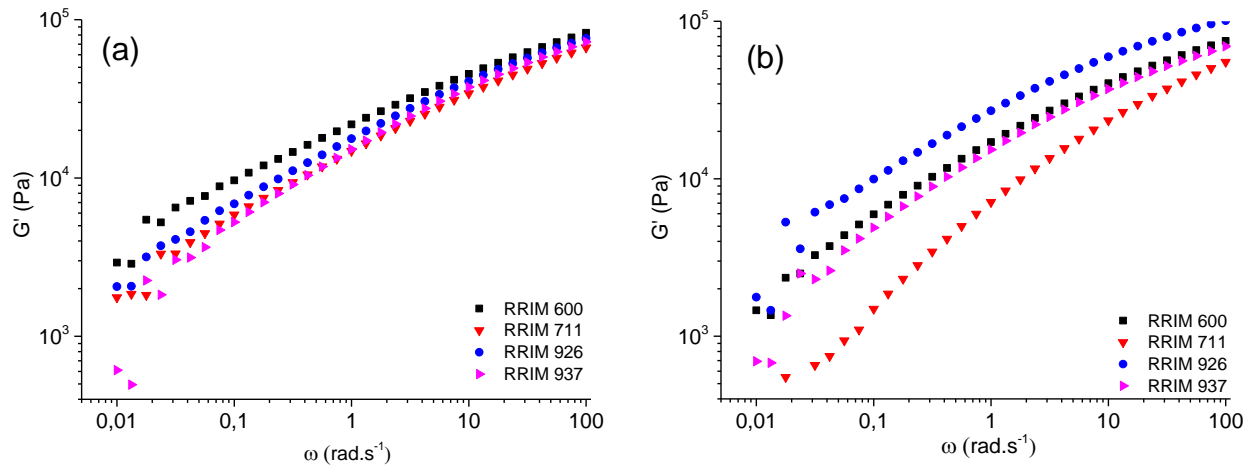 (a)
10⁵
10⁴
10³
G' (Pa)
RRIM 600
RRIM 711
RRIM 926
RRIM 937
0,01 0,1 1 10 100
ω (rad.s⁻¹)
(b)
10⁵
10⁴
10³
G' (Pa)
RRIM 600
RRIM 711
RRIM 926
RRIM 937
0,01 0,1 1 10 100
ω (rad.s⁻¹)